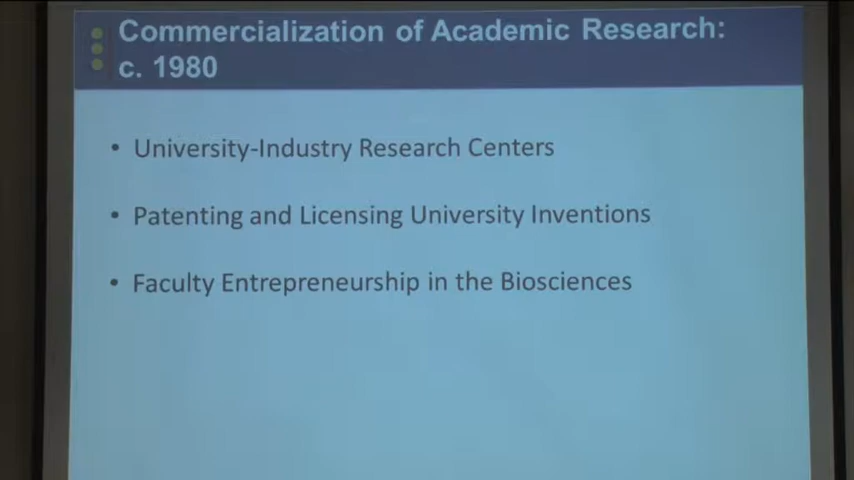 Commercialization of Academic Research:
c. 1980
• University-Industry Research Centers
• Patenting and Licensing University Inventions
• Faculty Entrepreneurship in the Biosciences